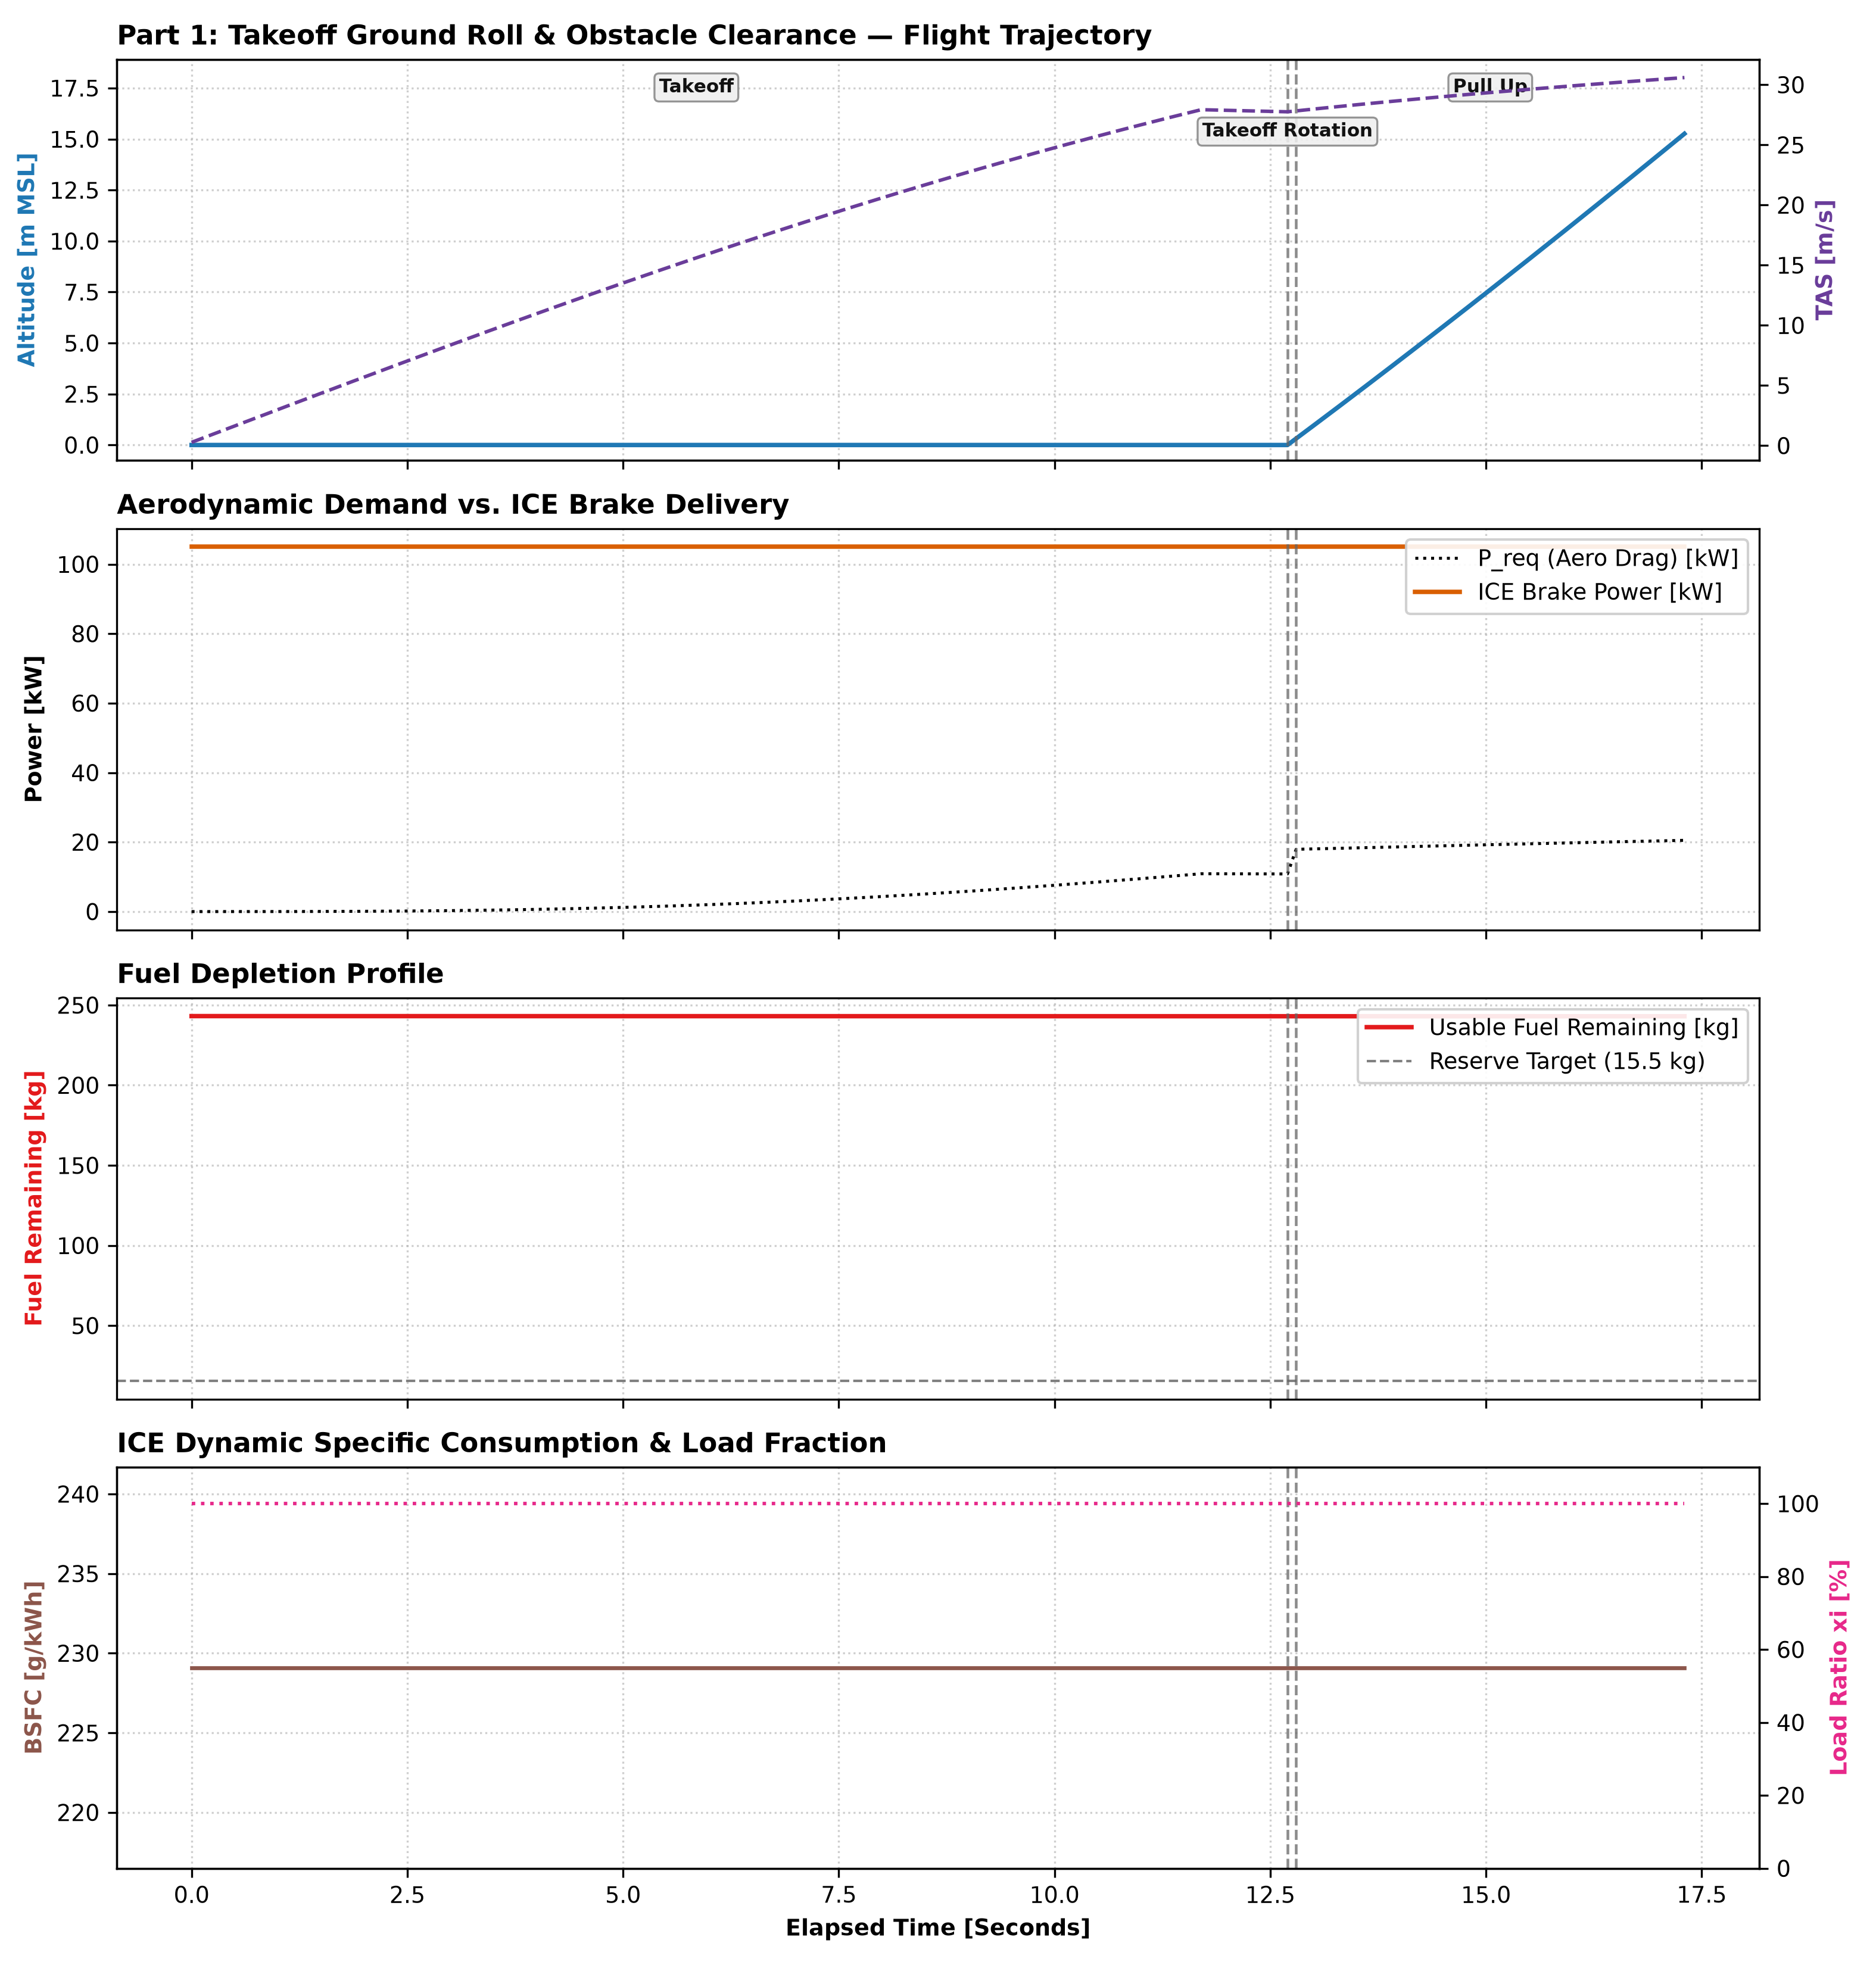 Part 1: Takeoff Ground Roll & Obstacle Clearance — Flight Trajectory
Altitude [m MSL]
17.5
15.0
12.5
10.0
7.5
5.0
2.5
0.0
Takeoff
Takeoff Rotation
Pull Up
30
25
20
15
10
5
0
TAS [m/s]
Aerodynamic Demand vs. ICE Brake Delivery
Power [kW]
100
80
60
40
20
0
P_req (Aero Drag) [kW]
ICE Brake Power [kW]
Fuel Depletion Profile
Fuel Remaining [kg]
250
200
150
100
50
Usable Fuel Remaining [kg]
Reserve Target (15.5 kg)
ICE Dynamic Specific Consumption & Load Fraction
BSFC [g/kWh]
240
235
230
225
220
100
80
60
40
20
0
Load Ratio xi [%]
0.0 2.5 5.0 7.5 10.0 12.5 15.0 17.5
Elapsed Time [Seconds]